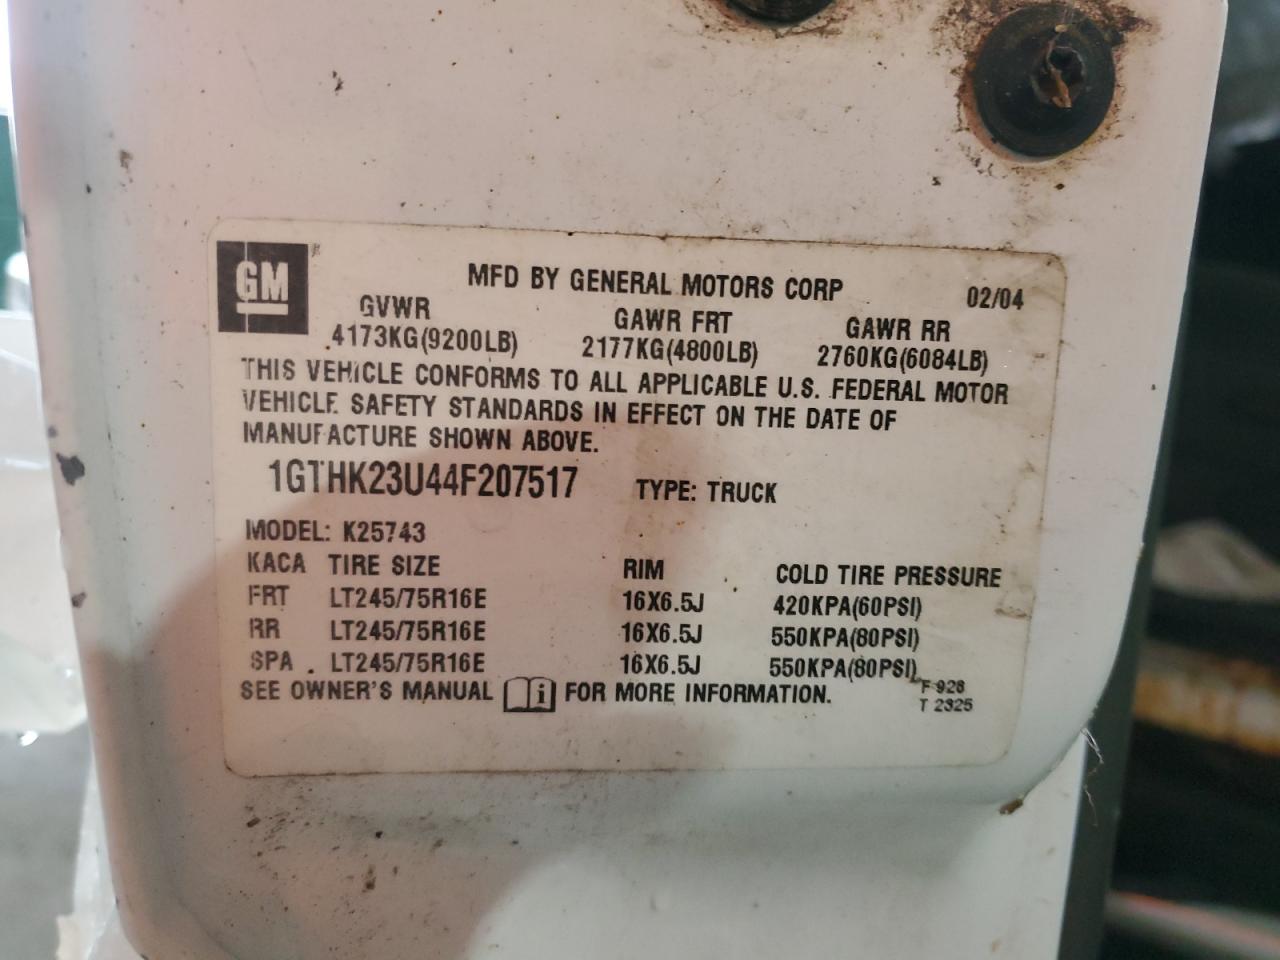 GM
MFD BY GENERAL MOTORS CORP 02/04
GVWR GAWR FRT GAWR RR
4173KG(9200LB) 2177KG(4800LB) 2760KG(6084LB)
THIS VEHICLE CONFORMS TO ALL APPLICABLE U.S. FEDERAL MOTOR
VEHICLE SAFETY STANDARDS IN EFFECT ON THE DATE OF
MANUFACTURE SHOWN ABOVE.
1GTHK23U44F207517 TYPE: TRUCK
MODEL: K25743
KACA TIRE SIZE RIM COLD TIRE PRESSURE
FRT LT245/75R16E 16X6.5J 420KPA(60PSI)
RR LT245/75R16E 16X6.5J 550KPA(80PSI)
SPA LT245/75R16E 16X6.5J 550KPA(80PSI)
SEE OWNER'S MANUAL i FOR MORE INFORMATION.
F 926
T 2325